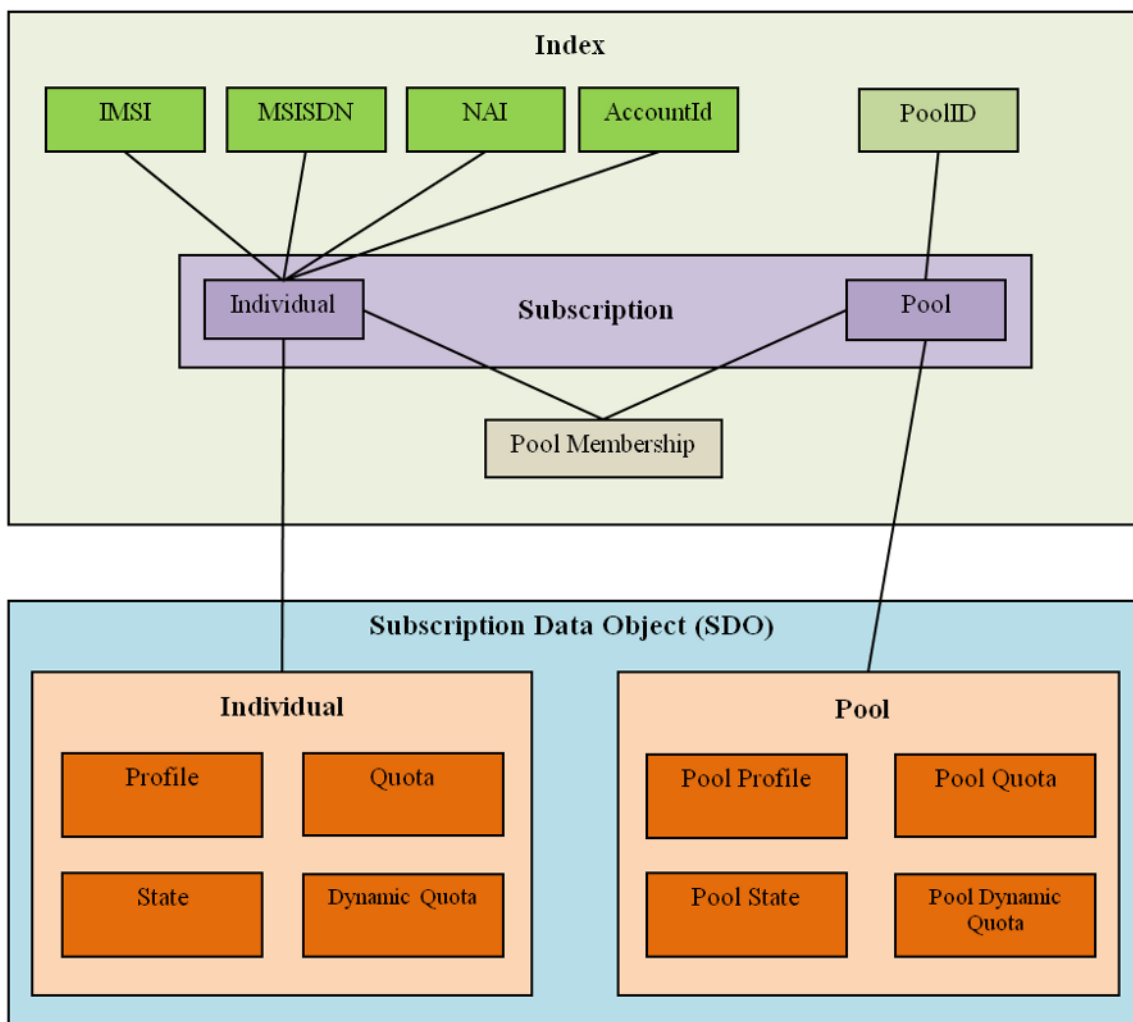 Index
IMSI
MSISDN
NAI
AccountId
PoolID
Individual
Subscription
Pool
Pool Membership
Subscription Data Object (SDO)
Individual
Profile
Quota
State
Dynamic Quota
Pool
Pool Profile
Pool Quota
Pool State
Pool Dynamic
Quota